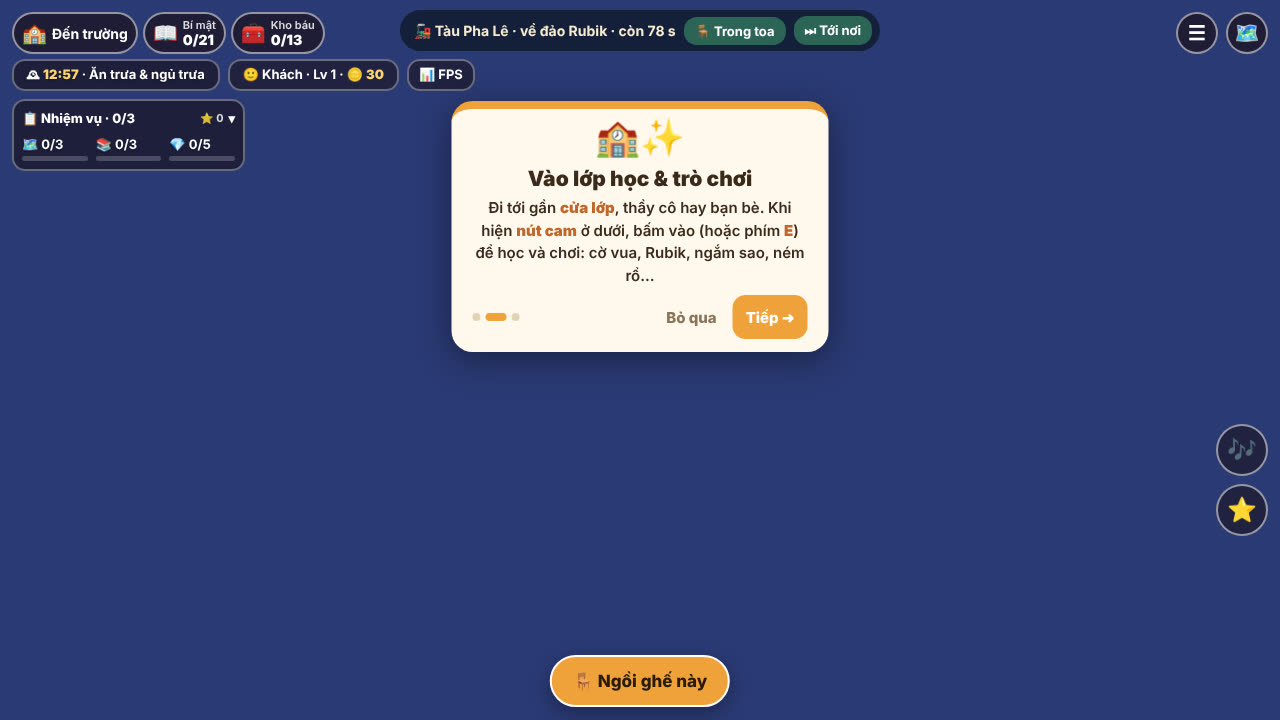 Đến trường
Bí mật
0/21
Kho báu
0/13
Tàu Pha Lê · về đảo Rubik · còn 78 s
Trong toa
Tới nơi
12:57 · Ăn trưa & ngủ trưa
Khách · Lv 1 · 30
FPS
Nhiệm vụ · 0/3
0 ▾
0/3
0/3
0/5
Vào lớp học & trò chơi
Đi tới gần cửa lớp, thầy cô hay bạn bè. Khi
hiện nút cam ở dưới, bấm vào (hoặc phím E)
để học và chơi: cờ vua, Rubik, ngắm sao, ném
rổ...
Bỏ qua
Tiếp ➜
Ngồi ghế này